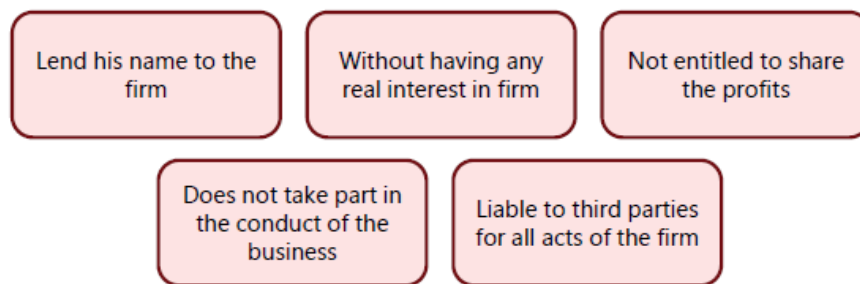 Lend his name to the
firm
Without having any
real interest in firm
Not entitled to share
the profits
Does not take part in
the conduct of the
business
Liable to third parties
for all acts of the firm